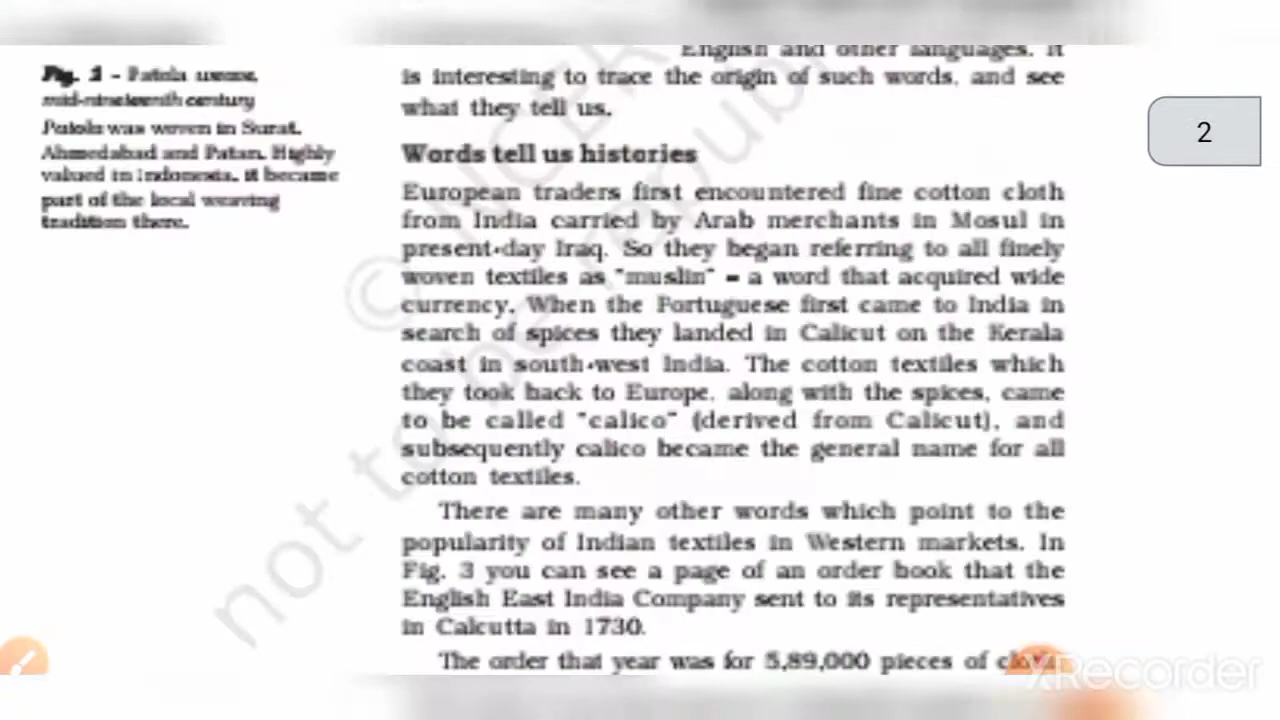 English and other languages. It
is interesting to trace the origin of such words, and see
what they tell us.
Fig. 2 – Patola weave,
mid-nineteenth century
Patola was woven in Surat,
Ahmedabad and Patan. Highly
valued in Indonesia, it became
part of the local weaving
tradition there.
2
Words tell us histories
European traders first encountered fine cotton cloth
from India carried by Arab merchants in Mosul in
present-day Iraq. So they began referring to all finely
woven textiles as "muslin" – a word that acquired wide
currency. When the Portuguese first came to India in
search of spices they landed in Calicut on the Kerala
coast in south-west India. The cotton textiles which
they took back to Europe, along with the spices, came
to be called "calico" (derived from Calicut), and
subsequently calico became the general name for all
cotton textiles.
There are many other words which point to the
popularity of Indian textiles in Western markets. In
Fig. 3 you can see a page of an order book that the
English East India Company sent to its representatives
in Calcutta in 1730.
The order that year was for 5,89,000 pieces of cloth.
© NCER
not to be republ
XRecorder